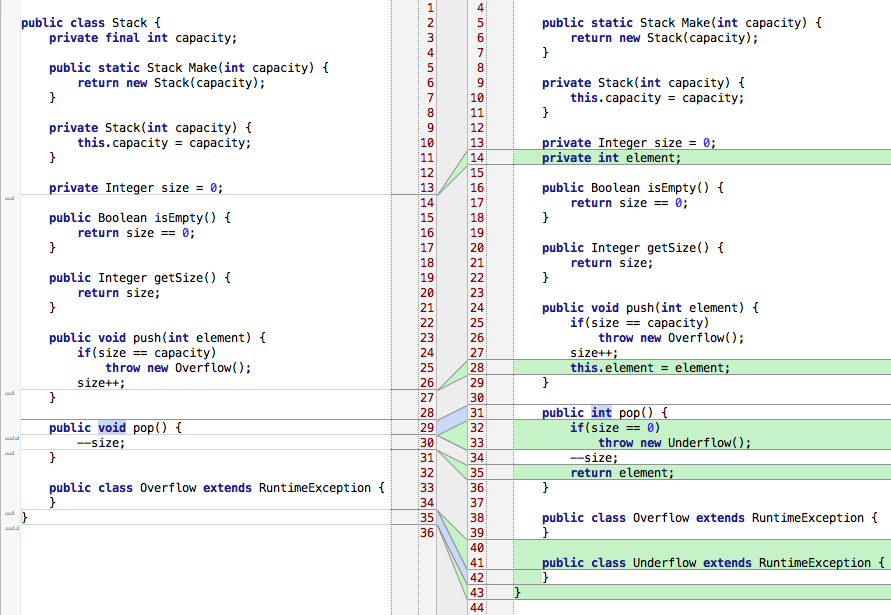 1
public class Stack { 2
private final int capacity; 3
4
public static Stack Make(int capacity) { 5
return new Stack(capacity); 6
} 7
8
private Stack(int capacity) { 9
this.capacity = capacity; 10
} 11
12
private Integer size = 0; 13
14
public Boolean isEmpty() { 15
return size == 0; 16
} 17
18
public Integer getSize() { 19
return size; 20
} 21
22
public void push(int element) { 23
if(size == capacity) 24
throw new Overflow(); 25
size++; 26
} 27
28
public void pop() { 29
--size; 30
} 31
32
public class Overflow extends RuntimeException { 33
} 34
} 35
36
4
5 public static Stack Make(int capacity) {
6 return new Stack(capacity);
7 }
8
9 private Stack(int capacity) {
10 this.capacity = capacity;
11 }
12
13 private Integer size = 0;
14 private int element;
15
16 public Boolean isEmpty() {
17 return size == 0;
18 }
19
20 public Integer getSize() {
21 return size;
22 }
23
24 public void push(int element) {
25 if(size == capacity)
26 throw new Overflow();
27 size++;
28 this.element = element;
29 }
30
31 public int pop() {
32 if(size == 0)
33 throw new Underflow();
34 --size;
35 return element;
36 }
37
38 public class Overflow extends RuntimeException {
39 }
40
41 public class Underflow extends RuntimeException {
42 }
43 }
44